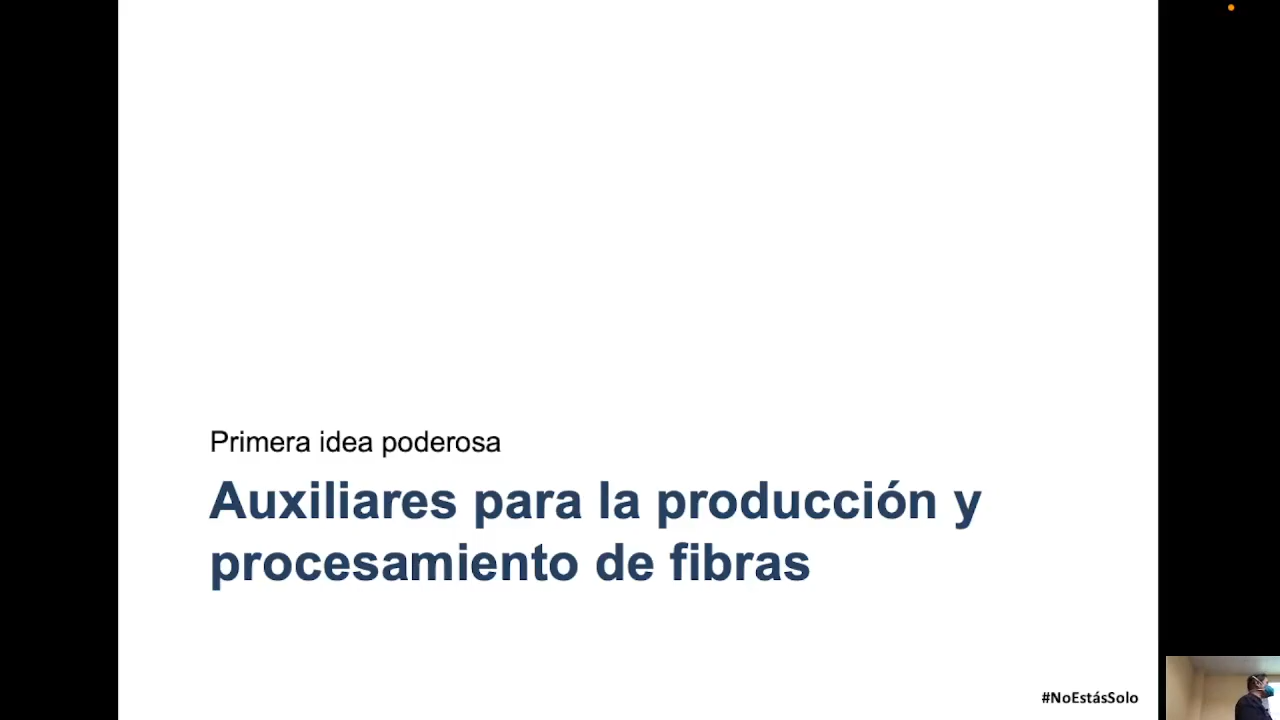 Primera idea poderosa
Auxiliares para la producción y
procesamiento de fibras
#NoEstásSolo